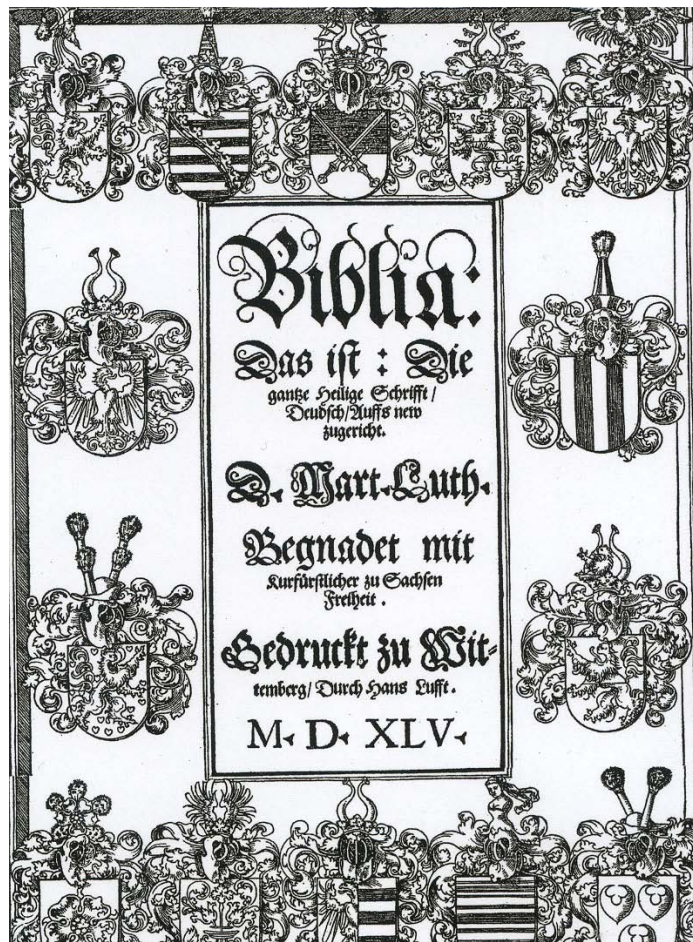 Biblia:
Das iſt : Die
gantze Heilige Schrifft /
Deudſch / Auffs new
zugericht.
D. Mart. Luth.
Begnadet mit
Kurfürſtlicher zu Sachſen
Freiheit .
Gedruckt zu Wit-
temberg / Durch Hans Lufft .
M. D. XLV.